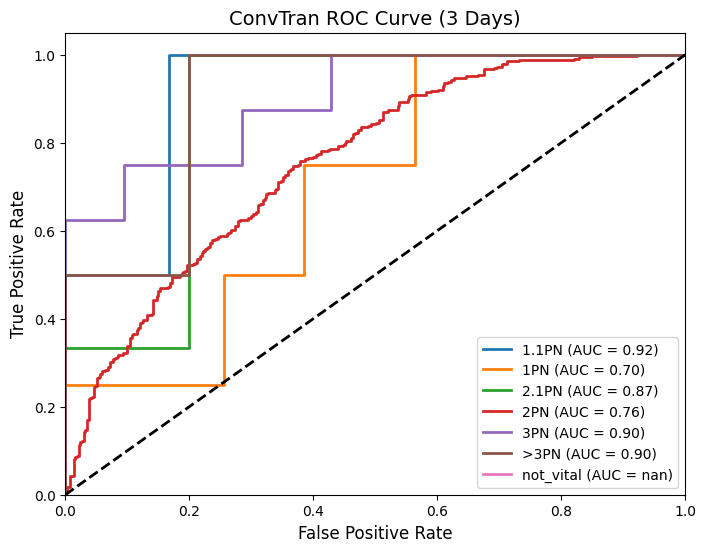 ConvTran ROC Curve (3 Days)
True Positive Rate
1.0
0.8
0.6
0.4
0.2
0.0
0.0 0.2 0.4 0.6 0.8 1.0
False Positive Rate
1.1PN (AUC = 0.92)
1PN (AUC = 0.70)
2.1PN (AUC = 0.87)
2PN (AUC = 0.76)
3PN (AUC = 0.90)
>3PN (AUC = 0.90)
not_vital (AUC = nan)